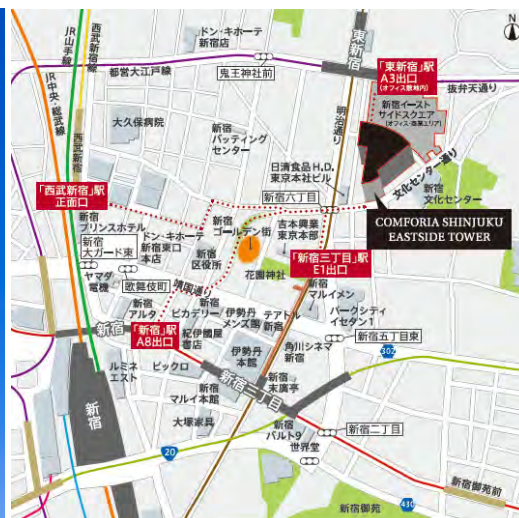 JR中央・総武線
JR山手線
西武新宿線
西武新宿
ドン・キホーテ
新宿店
都営大江戸線
鬼王神社前
東新宿
N
「東新宿」駅
A3出口
(オフィス敷地内)
抜弁天通り
新宿イースト
サイドスクエア
(オフィス・商業エリア)
大久保病院
新宿
バッティング
センター
明治通り
日清食品H.D.
東京本社ビル
文化センター通り
新宿
文化センター
「西武新宿」駅
正面口
新宿六丁目
COMFORIA SHINJUKU
EASTSIDE TOWER
新宿
プリンスホテル
ドン・キホーテ
新宿東口
本店
新宿
ゴールデン街
吉本興業
東京本部
新宿
大ガード東
新宿
区役所
花園神社
「新宿三丁目」駅
E1出口
ヤマダ
電機
歌舞伎町
靖国通り
新宿
アルタ
新宿
ピカデリー
伊勢丹
メンズ館
テアトル
新宿
新宿
マルイメン
パークシティ
イセタン1
新宿
「新宿」駅
A8出口
紀伊國屋
書店
新宿五丁目東
302
伊勢丹
本館
角川シネマ
新宿
ルミネ
エスト
ビックロ
新宿
末廣亭
新宿
新宿三丁目
新宿
マルイ本館
大塚家具
新宿
バルト9
新宿二丁目
世界堂
20
新宿御苑前
新宿御苑
430